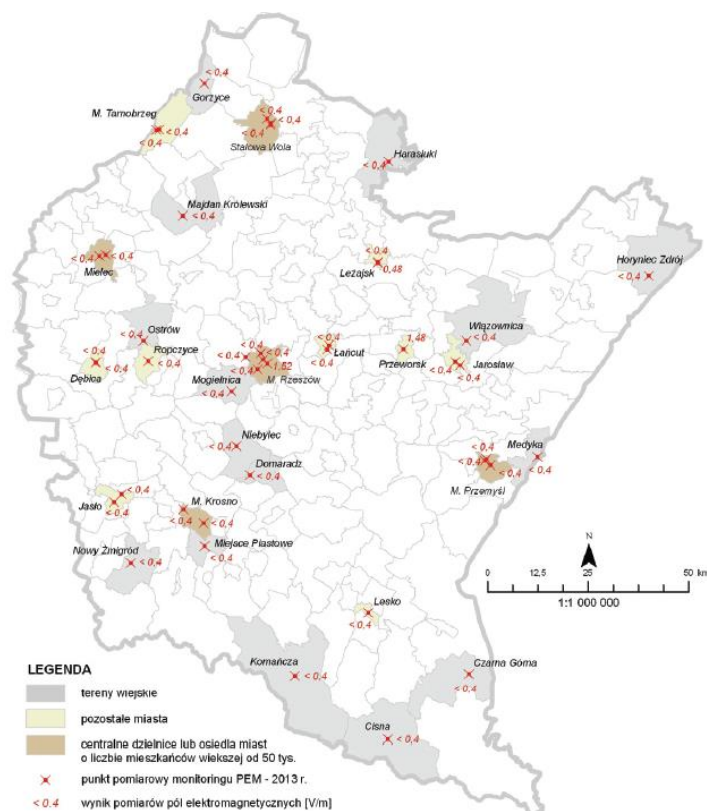 < 0,4
Gorzyce
M. Tarnobrzeg
< 0,4
< 0,4
< 0,4
< 0,4
< 0,4
Stalowa Wola
Harasiuki
< 0,4
Majdan Królewski
< 0,4
Horyniec Zdrój
< 0,4
< 0,4
< 0,4
Mielec
< 0,4
0,48
Leżajsk
Wiązownica
< 0,4
Ostrów
< 0,4
Ropczyce
< 0,4
< 0,4
< 0,4
Dębica
< 0,4
< 0,4
< 0,4
1,52
< 0,4
M. Rzeszów
Mogielnica
< 0,4
< 0,4
Łańcut
< 0,4
1,48
Przeworsk
< 0,4
Jarosław
< 0,4
Niebylec
< 0,4
Domaradz
< 0,4
Medyka
< 0,4
< 0,4
< 0,4
< 0,4
M. Przemyśl
< 0,4
Jasło
< 0,4
M. Krosno
< 0,4
< 0,4
Miejsce Piastowe
< 0,4
Nowy Żmigród
< 0,4
N
0 12,5 25 50 km
1:1 000 000
Lesko
< 0,4
Komańcza
< 0,4
Czarna Górna
< 0,4
Cisna
< 0,4
LEGENDA
tereny wiejskie
pozostałe miasta
centralne dzielnice lub osiedla miast
o liczbie mieszkańców wiekszej od 50 tys.
punkt pomiarowy monitoringu PEM - 2013 r.
< 0,4 wynik pomiarów pól elektromagnetycznych [V/m]